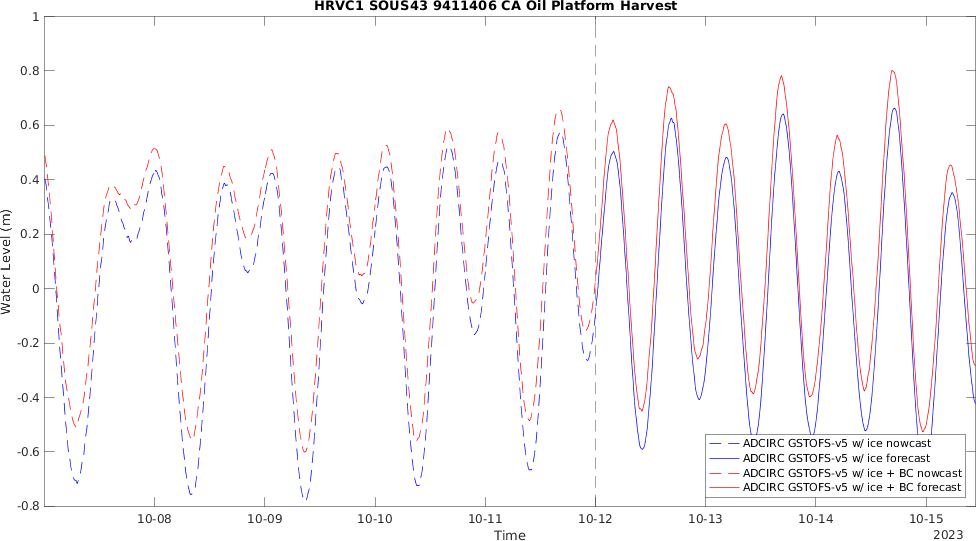 HRVC1 SOUS43 9411406 CA Oil Platform Harvest
1
0.8
0.6
0.4
0.2
0
-0.2
-0.4
-0.6
-0.8
Water Level (m)
ADCIRC GSTOFS-v5 w/ ice nowcast
ADCIRC GSTOFS-v5 w/ ice forecast
ADCIRC GSTOFS-v5 w/ ice + BC nowcast
ADCIRC GSTOFS-v5 w/ ice + BC forecast
10-08 10-09 10-10 10-11 10-12 10-13 10-14 10-15
Time
2023